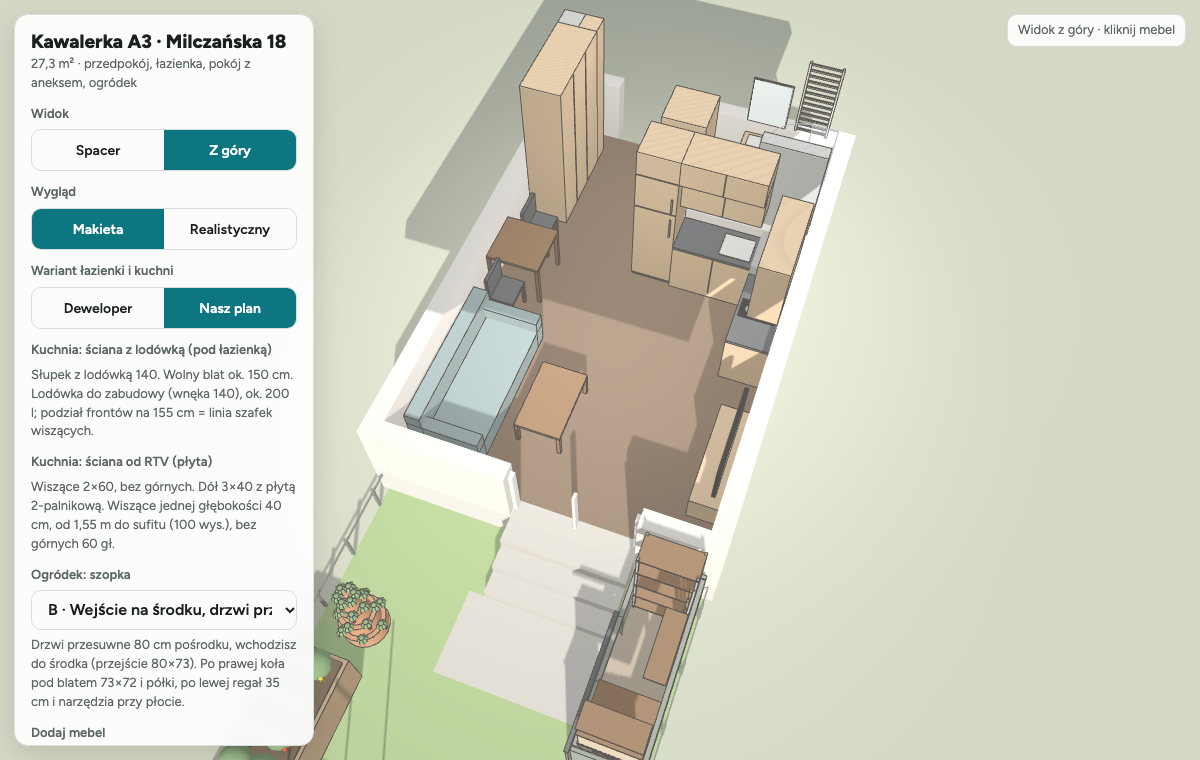 Kawalerka A3 · Milczańska 18
27,3 m² · przedpokój, łazienka, pokój z
aneksem, ogródek
Widok
Spacer
Z góry
Wygląd
Makieta
Realistyczny
Wariant łazienki i kuchni
Deweloper
Nasz plan
Kuchnia: ściana z lodówką (pod łazienką)
Słupek z lodówką 140. Wolny blat ok. 150 cm.
Lodówka do zabudowy (wnęka 140), ok. 200
l; podział frontów na 155 cm = linia szafek
wiszących.
Kuchnia: ściana od RTV (płyta)
Wiszące 2×60, bez górnych. Dół 3×40 z płytą
2-palnikową. Wiszące jednej głębokości 40
cm, od 1,55 m do sufitu (100 wys.), bez
górnych 60 gł.
Ogródek: szopka
B · Wejście na środku, drzwi prz
Drzwi przesuwne 80 cm pośrodku, wchodzisz
do środka (przejście 80×73). Po prawej koła
pod blatem 73×72 i półki, po lewej regał 35
cm i narzędzia przy płocie.
Dodaj mebel
Widok z góry · kliknij mebel